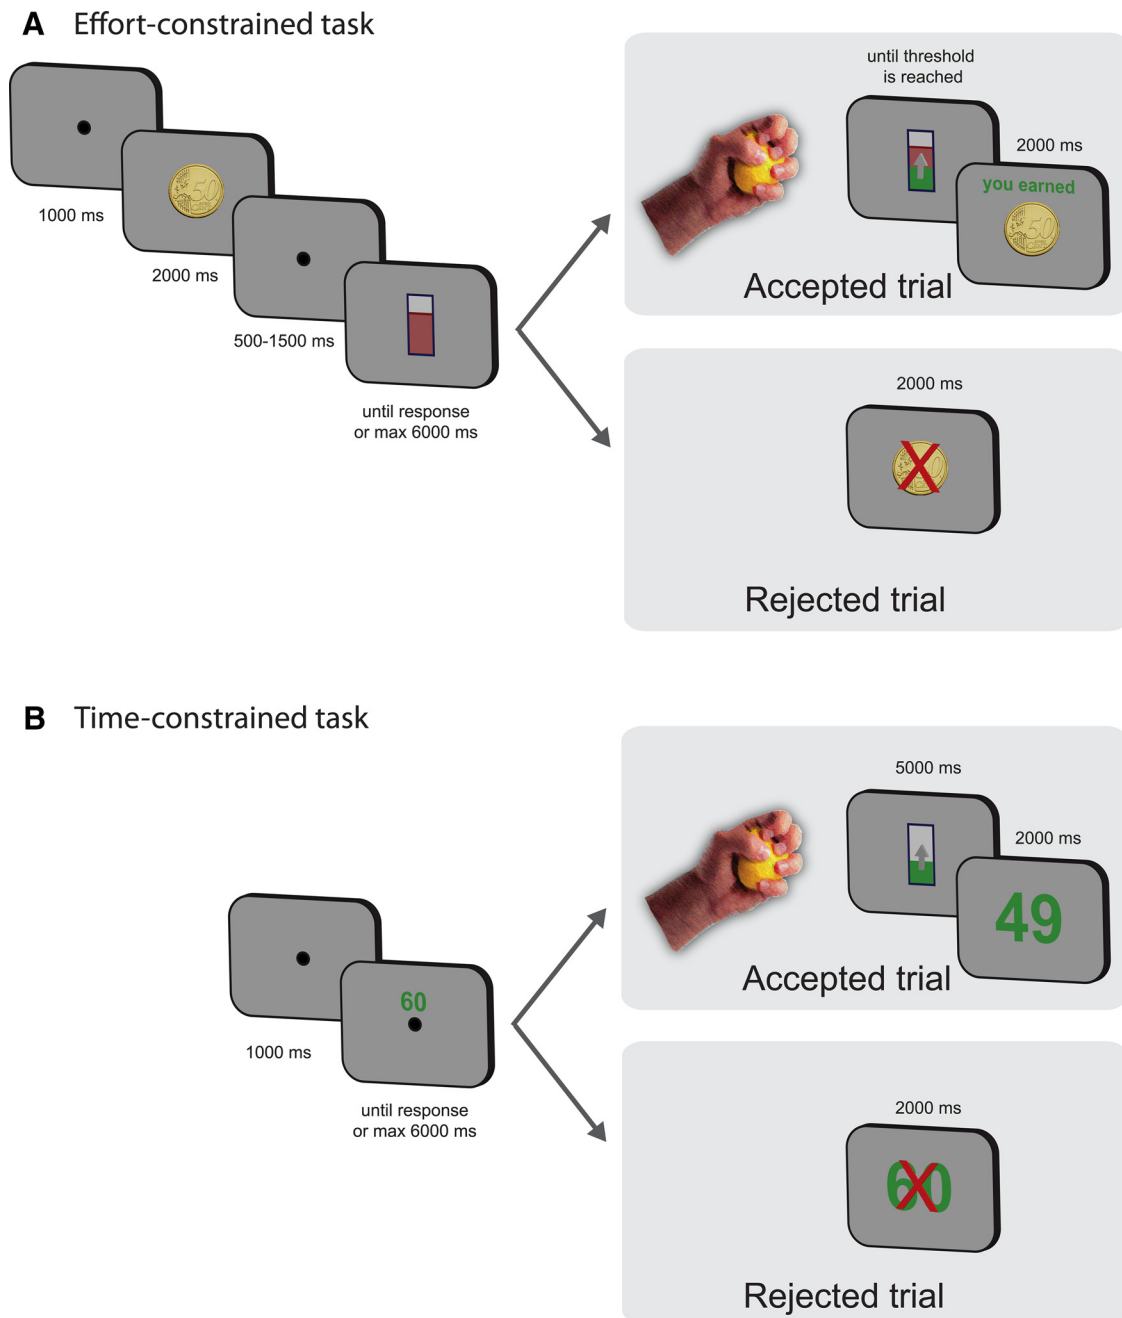 A Effort-constrained task
1000 ms
50
2000 ms
500-1500 ms
until response
or max 6000 ms
until threshold
is reached
2000 ms
you earned
50
Accepted trial
2000 ms
Rejected trial
B Time-constrained task
1000 ms
60
until response
or max 6000 ms
5000 ms
2000 ms
49
Accepted trial
2000 ms
60
Rejected trial